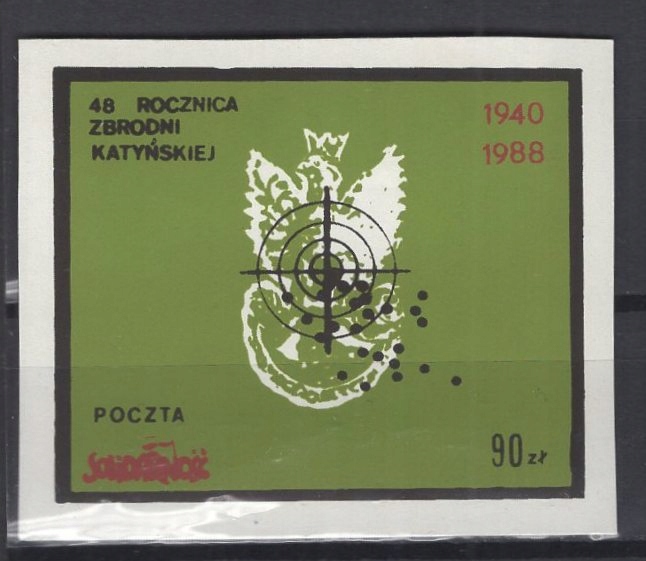 48 ROCZNICA
ZBRODNI
KATYŃSKIEJ
1940
1988
POCZTA
SOLIDARNOŚĆ
90 zł